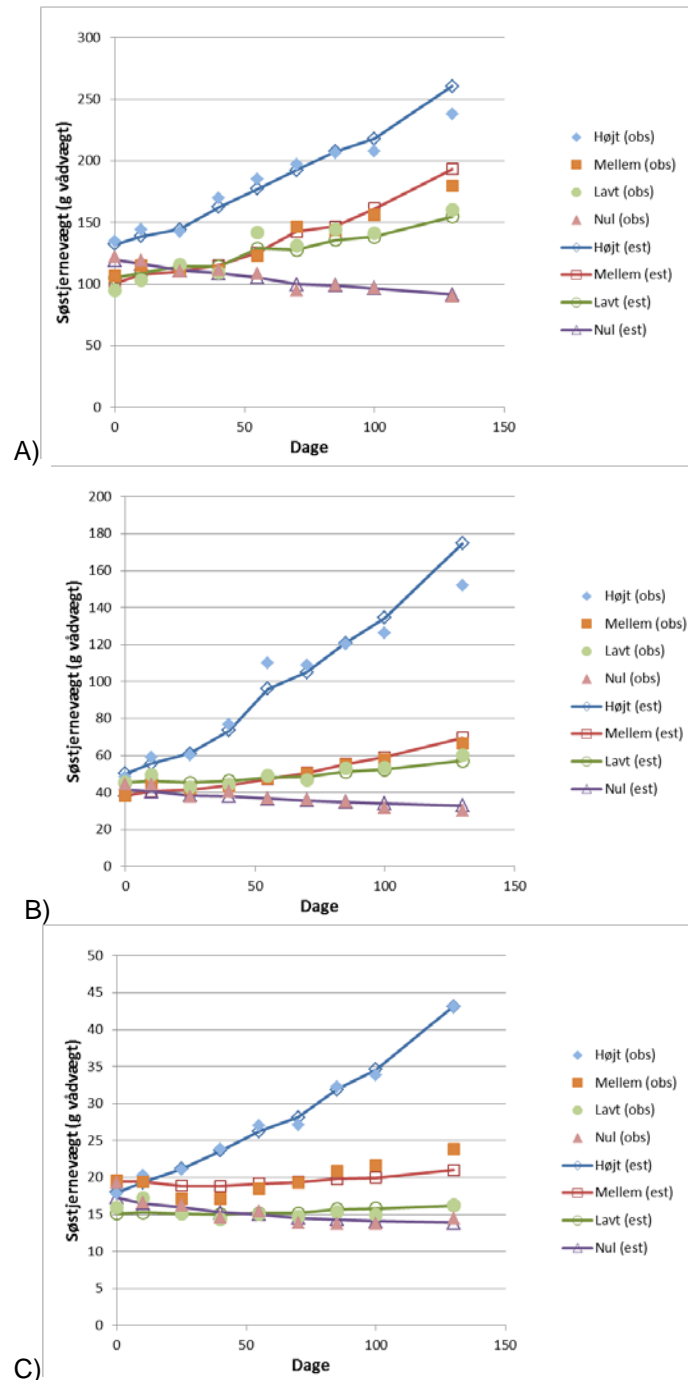 300
250
200
150
100
50
0
Søstjernevægt (g vådvægt)
0 50 100 150
Dage
Højt (obs)
Mellem (obs)
Lavt (obs)
Nul (obs)
Højt (est)
Mellem (est)
Lavt (est)
Nul (est)
A)
200
180
160
140
120
100
80
60
40
20
0
Søstjernevægt (g vådvægt)
0 50 100 150
Dage
Højt (obs)
Mellem (obs)
Lavt (obs)
Nul (obs)
Højt (est)
Mellem (est)
Lavt (est)
Nul (est)
B)
50
45
40
35
30
25
20
15
10
5
0
Søstjernevægt (g vådvægt)
0 50 100 150
Dage
Højt (obs)
Mellem (obs)
Lavt (obs)
Nul (obs)
Højt (est)
Mellem (est)
Lavt (est)
Nul (est)
C)